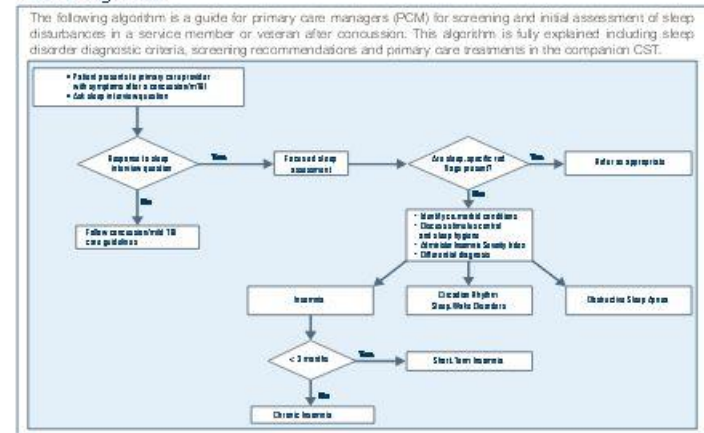 The following algorithm is a guide for primary care managers (PCM) for screening and initial assessment of sleep
disturbances in a service member or veteran after concussion. This algorithm is fully explained including sleep
disorder diagnostic criteria, screening recommendations and primary care treatments in the companion CST.
• Patient presents to primary care provider
with symptoms after a concussion/mTBI
• Ask sleep interview question
Response to sleep
interview question
Yes
Focused sleep
assessment
Are sleep-specific red
flags present?
Yes
Refer as appropriate
No
Follow concussion/mild TBI
care guidelines
No
• Identify co-morbid conditions
• Discuss stimulus control
and sleep hygiene
• Administer Insomnia Severity Index
• Differential diagnosis
Insomnia
Circadian Rhythm
Sleep-Wake Disorders
Obstructive Sleep Apnea
< 3 months
Yes
Short-Term Insomnia
No
Chronic Insomnia